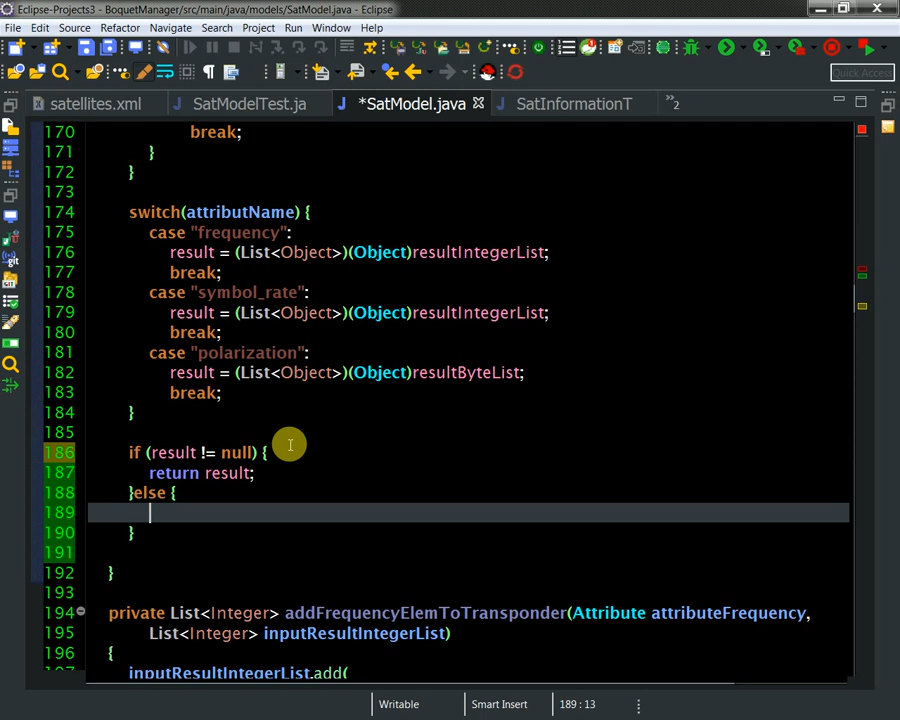 Eclipse-Projects3 - BoquetManager/src/main/java/models/SatModel.java - Eclipse
File Edit Source Refactor Navigate Search Project Run Window Help
Quick Access
satellites.xml SatModelTest.ja *SatModel.java SatInformationT »2
170 break;
171 }
172 }
173
174 switch(attributName) {
175 case "frequency":
176 result = (List<Object>)(Object)resultIntegerList;
177 break;
178 case "symbol_rate":
179 result = (List<Object>)(Object)resultIntegerList;
180 break;
181 case "polarization":
182 result = (List<Object>)(Object)resultByteList;
183 break;
184 }
185
186 if (result != null) {
187 return result;
188 }else {
189
190 }
191
192 }
193
194 private List<Integer> addFrequencyElemToTransponder(Attribute attributeFrequency,
195 List<Integer> inputResultIntegerList)
196 {
197 inputResultIntegerList.add(
Writable Smart Insert 189 : 13